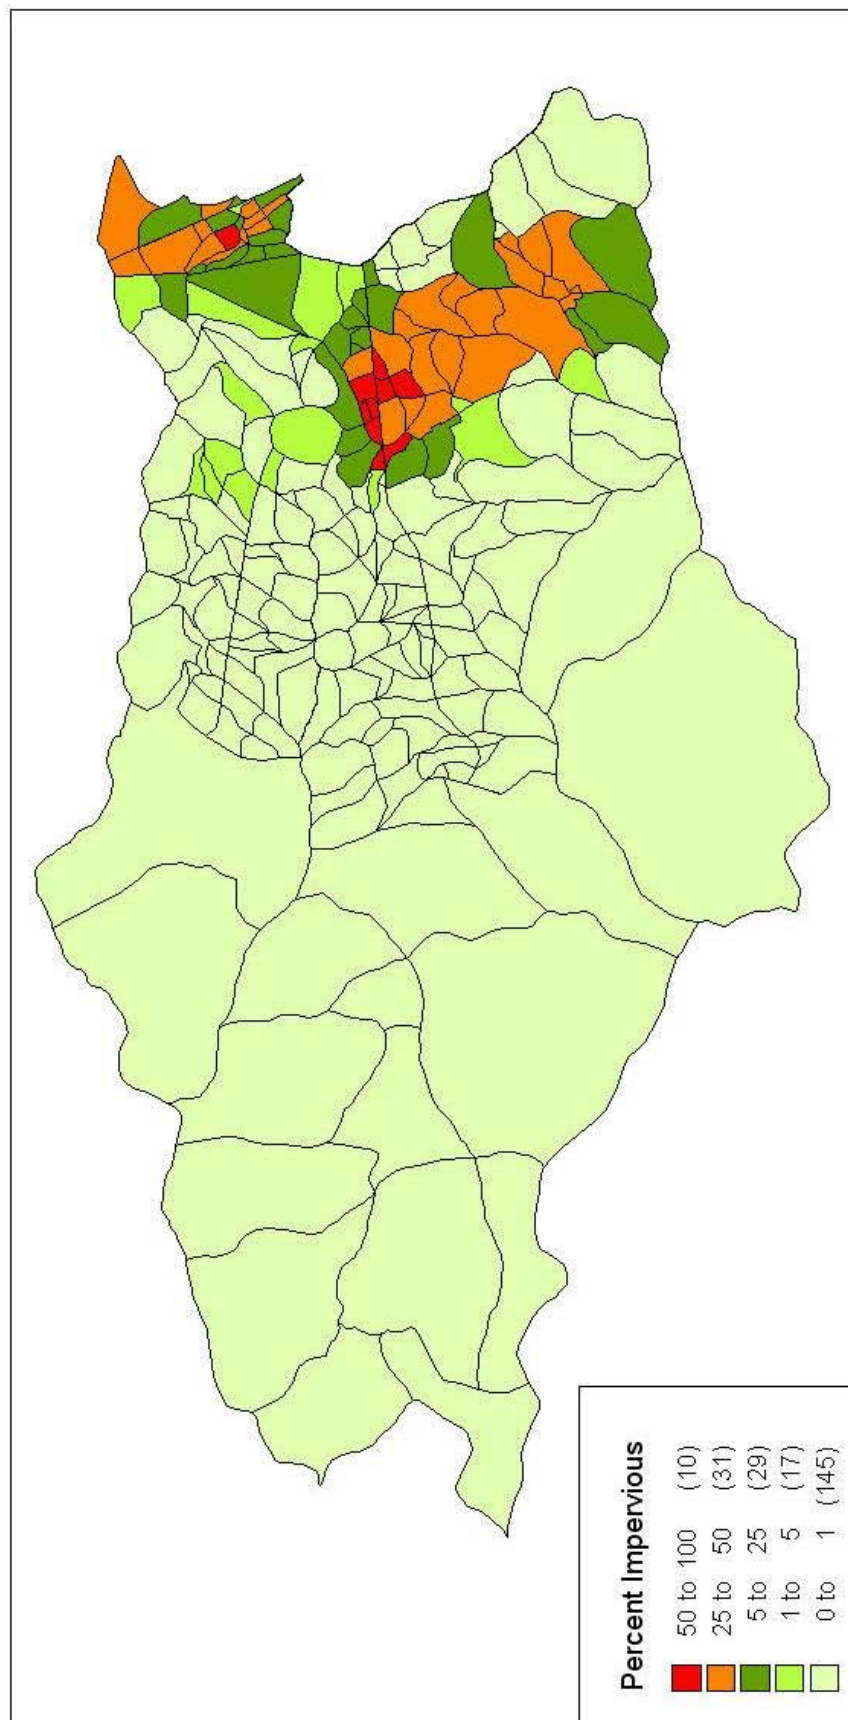 Percent Impervious
50 to 100 (10)
25 to 50 (31)
5 to 25 (29)
1 to 5 (17)
0 to 1 (145)